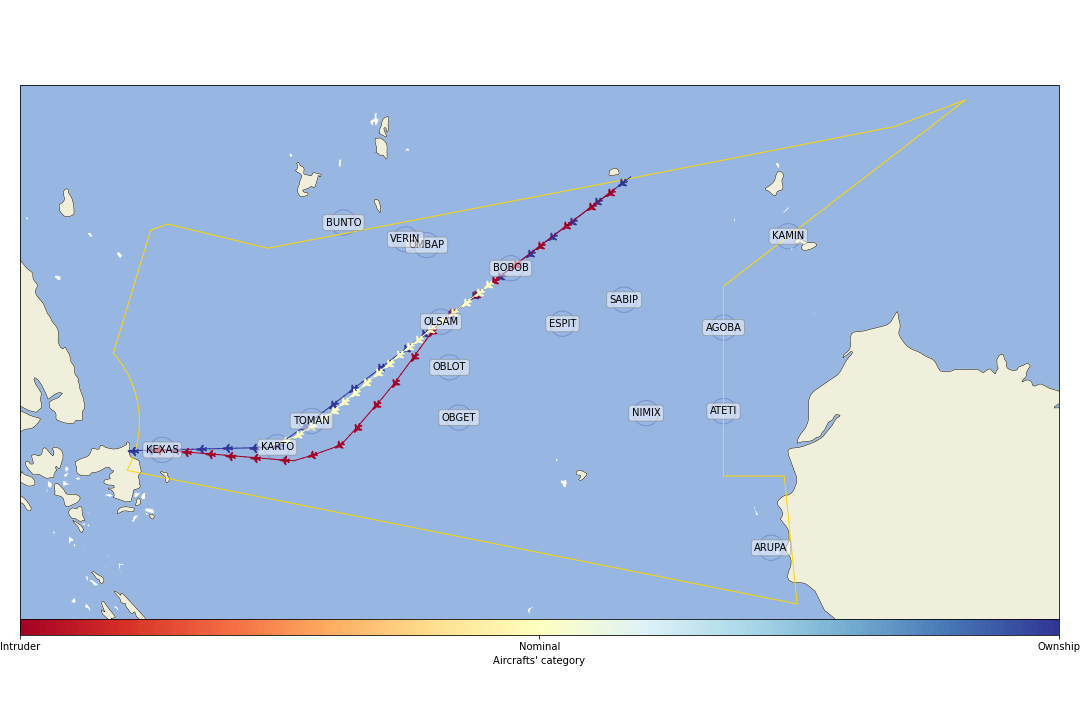 BUNTO
VERIN
KAMIN
BOBOB
SABIP
OLSAM
ESPIT
AGOBA
OBLOT
TOMAN
OBGET
NIMIX
ATETI
KEXAS
KARTO
ARUPA
Intruder
Nominal
Ownship
Aircrafts' category